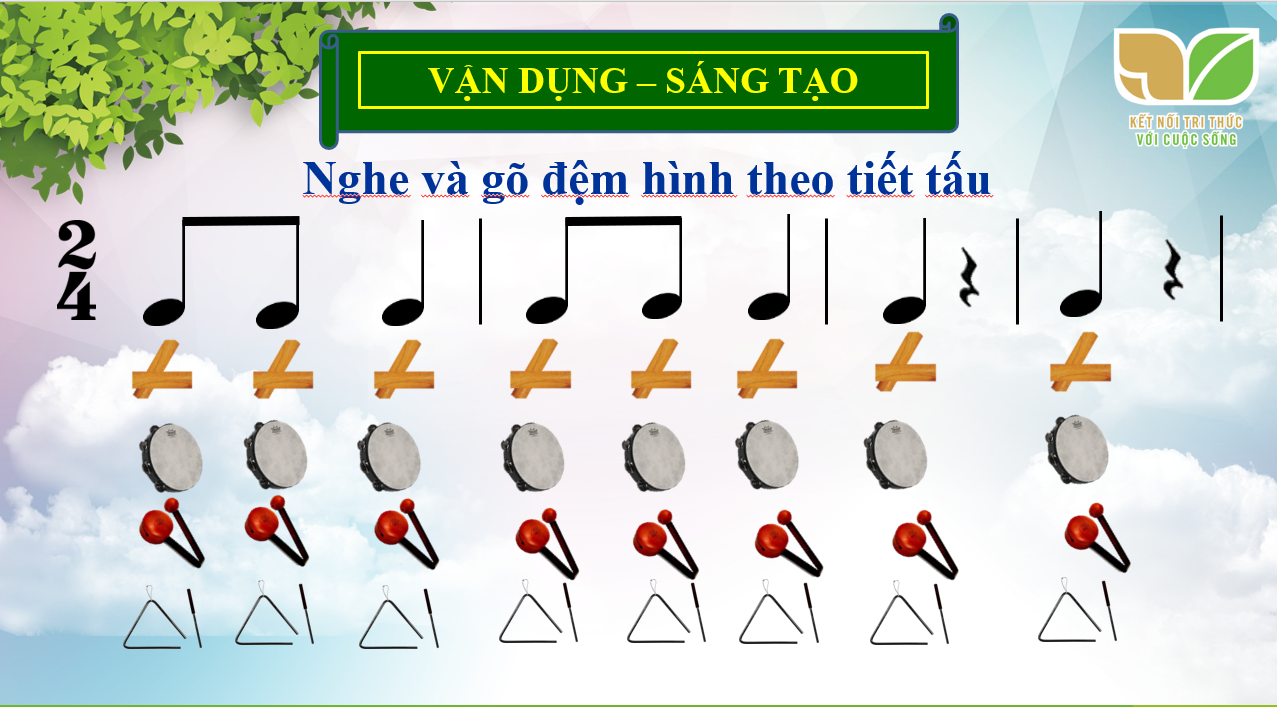 VẬN DỤNG – SÁNG TẠO
KẾT NỐI TRI THỨC
VỚI CUỘC SỐNG
Nghe và gõ đệm hình theo tiết tấu
2
4